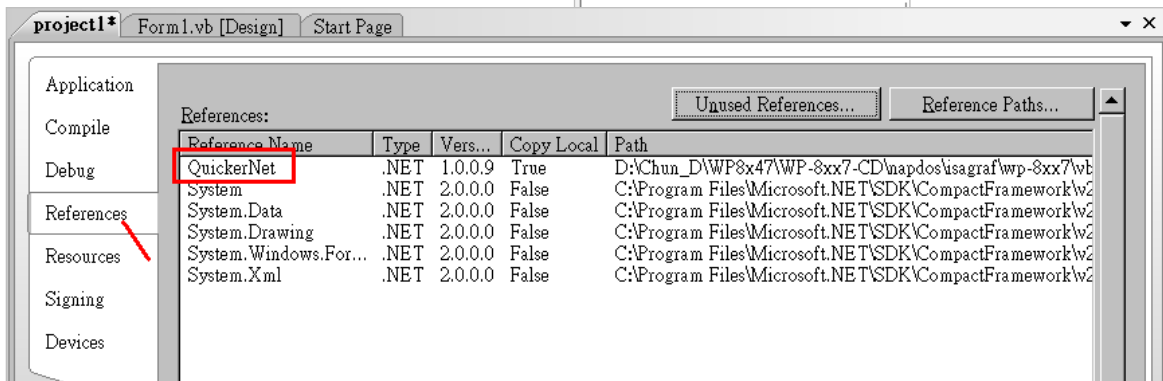 project1* Form1.vb [Design] Start Page
Application
Compile
Debug
References
Resources
Signing
Devices
Unused References... Reference Paths...
References:
Reference Name Type Vers... Copy Local Path
QuickerNet .NET 1.0.0.9 True D:\Chun_D\WP8x47\WP-8xx7-CD\napdos\isagraf\wp-8xx7\vb
System .NET 2.0.0.0 False C:\Program Files\Microsoft.NET\SDK\CompactFramework\v2
System.Data .NET 2.0.0.0 False C:\Program Files\Microsoft.NET\SDK\CompactFramework\v2
System.Drawing .NET 2.0.0.0 False C:\Program Files\Microsoft.NET\SDK\CompactFramework\v2
System.Windows.For... .NET 2.0.0.0 False C:\Program Files\Microsoft.NET\SDK\CompactFramework\v2
System.Xml .NET 2.0.0.0 False C:\Program Files\Microsoft.NET\SDK\CompactFramework\v2